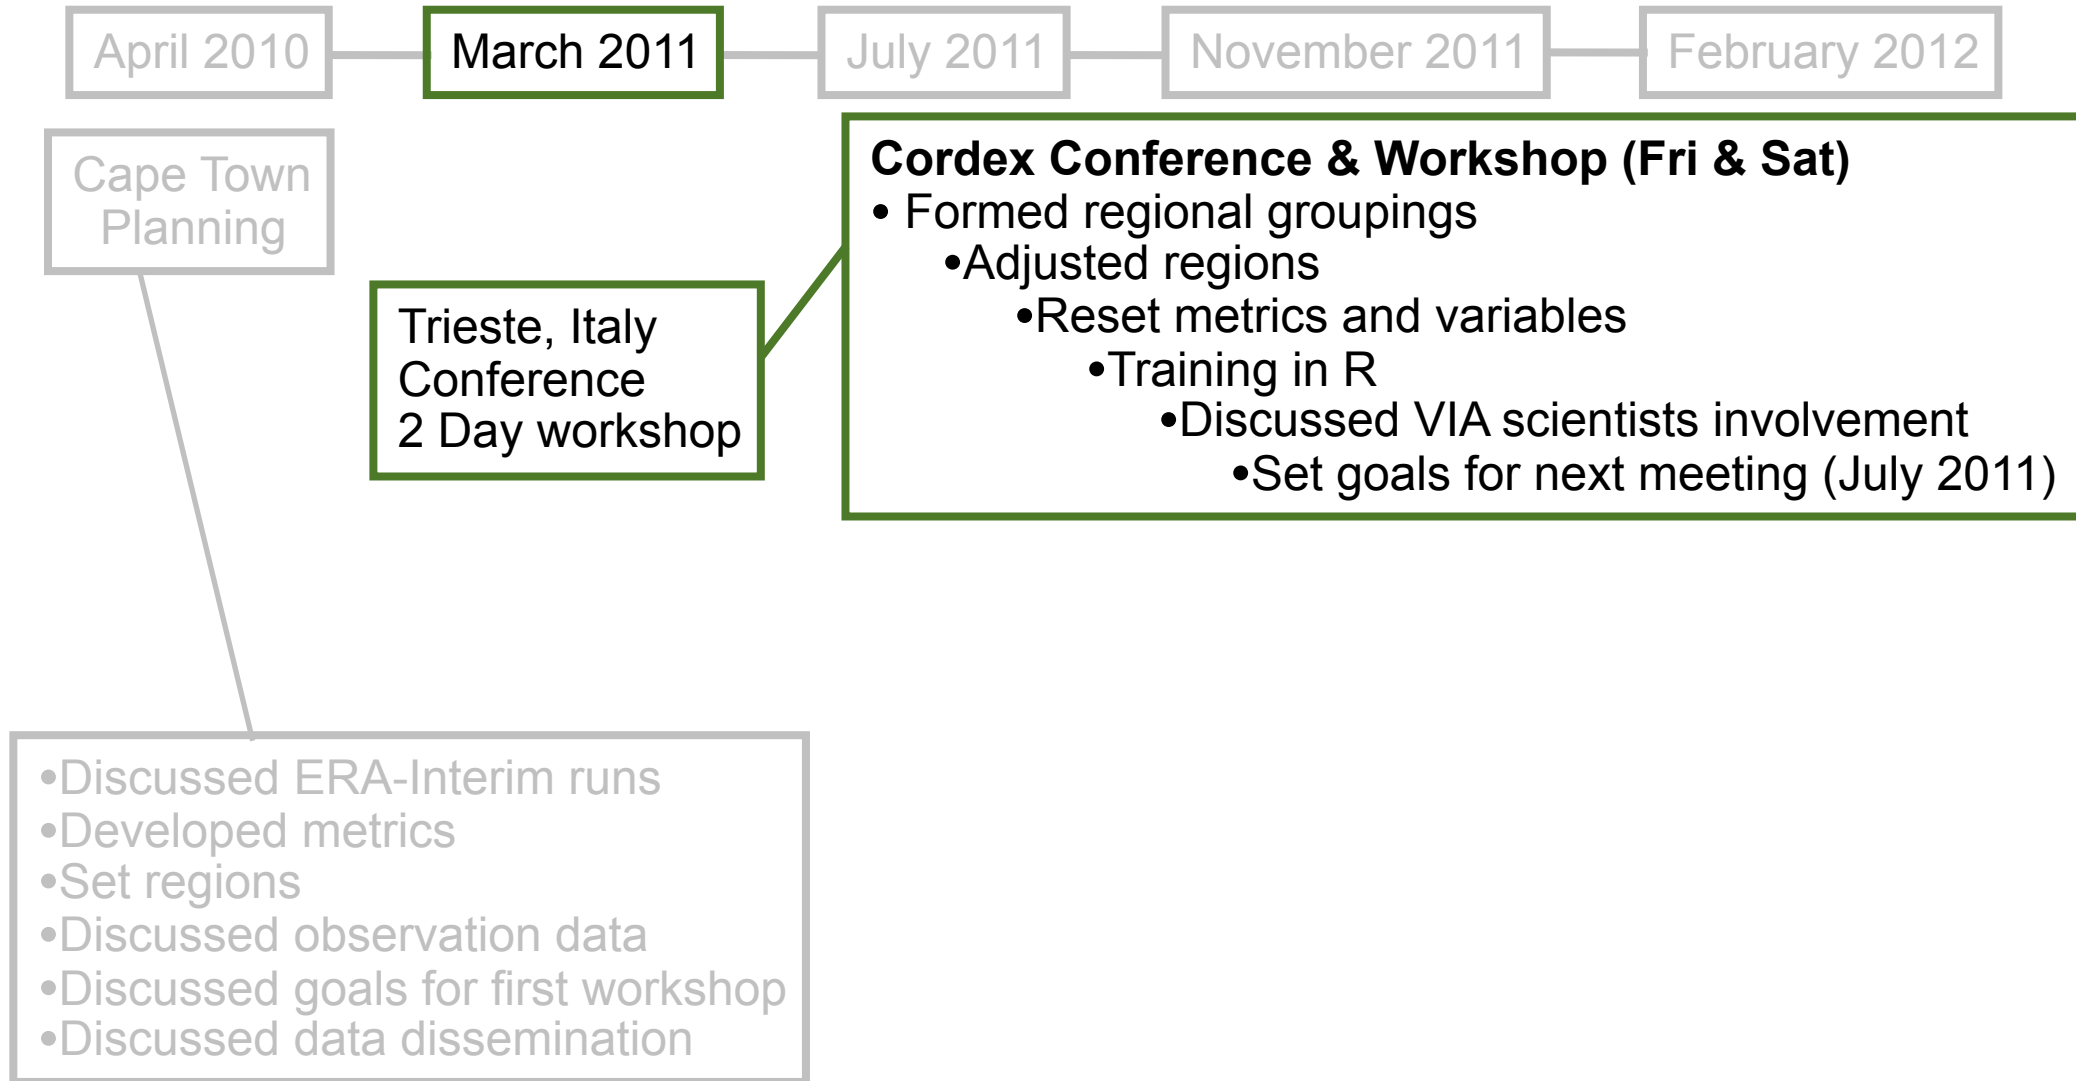 April 2010
March 2011
July 2011
November 2011
February 2012
Cape Town
Planning
Trieste, Italy
Conference
2 Day workshop
Cordex Conference & Workshop (Fri & Sat)
• Formed regional groupings
•Adjusted regions
•Reset metrics and variables
•Training in R
•Discussed VIA scientists involvement
•Set goals for next meeting (July 2011)
•Discussed ERA-Interim runs
•Developed metrics
•Set regions
•Discussed observation data
•Discussed goals for first workshop
•Discussed data dissemination